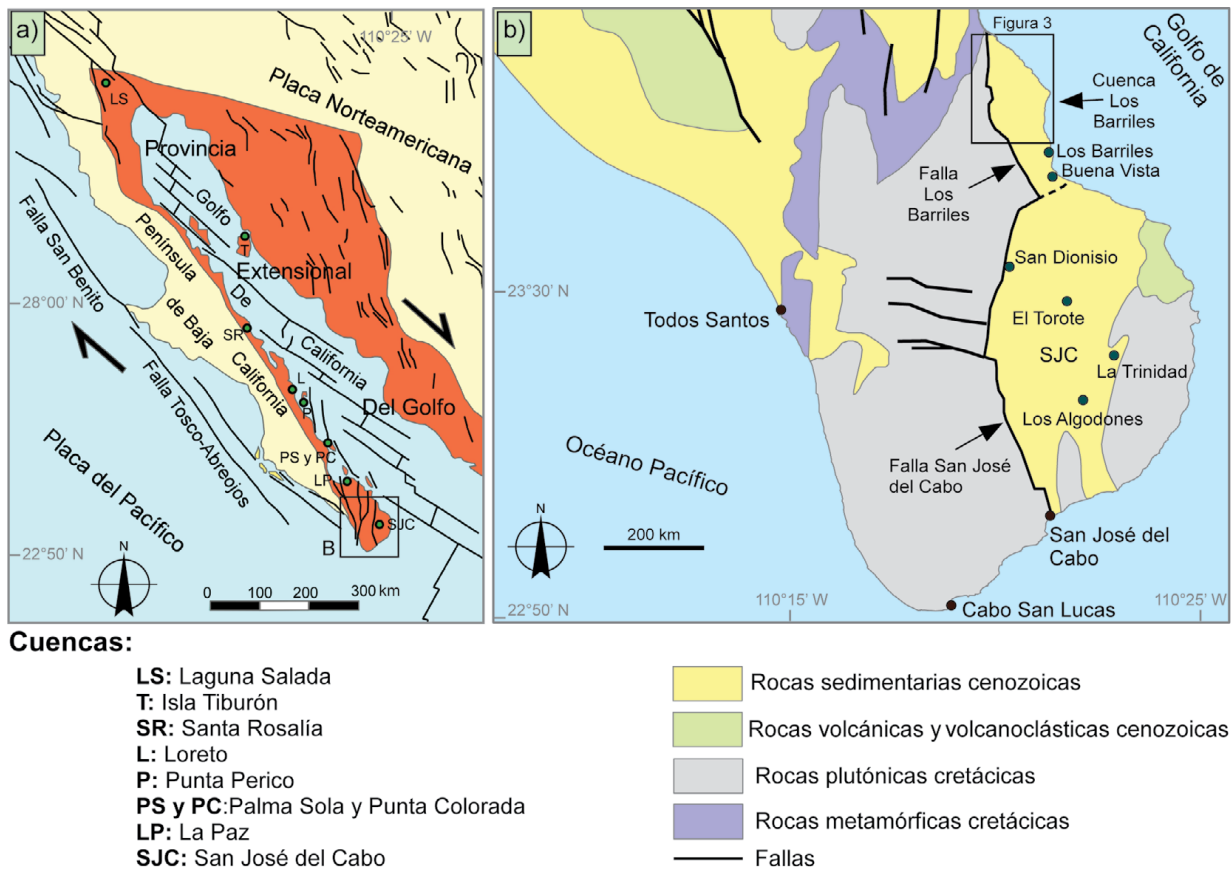 a)
110°25' W
Placa Norteamericana
LS
Provincia
Golfo
T
Extensional
De
California
Del Golfo
Península
de Baja
California
Falla San Benito
28°00' N
SR
L
P
PS y PC
LP
SJC
B
Falla Tosco-Abreojos
Placa del Pacífico
22°50' N
N
0 100 200 300 km
b)
Figura 3
Golfo de
California
Cuenca
Los
Barriles
Los Barriles
Buena Vista
Falla
Los
Barriles
23°30' N
San Dionisio
Todos Santos
El Torote
SJC
La Trinidad
Los Algodones
Océano Pacífico
Falla San José
del Cabo
N
200 km
San José del
Cabo
22°50' N
110°15' W
110°25' W
Cabo San Lucas
Cuencas:
LS: Laguna Salada
T: Isla Tiburón
SR: Santa Rosalía
L: Loreto
P: Punta Perico
PS y PC:Palma Sola y Punta Colorada
LP: La Paz
SJC: San José del Cabo
Rocas sedimentarias cenozoicas
Rocas volcánicas y volcanoclásticas cenozoicas
Rocas plutónicas cretácicas
Rocas metamórficas cretácicas
Fallas